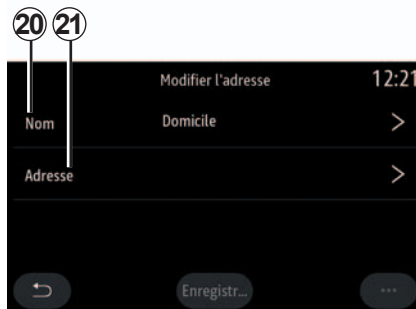 20 21
Modifier l'adresse 12:21
Nom Domicile >
Adresse >
Enregistr... ...